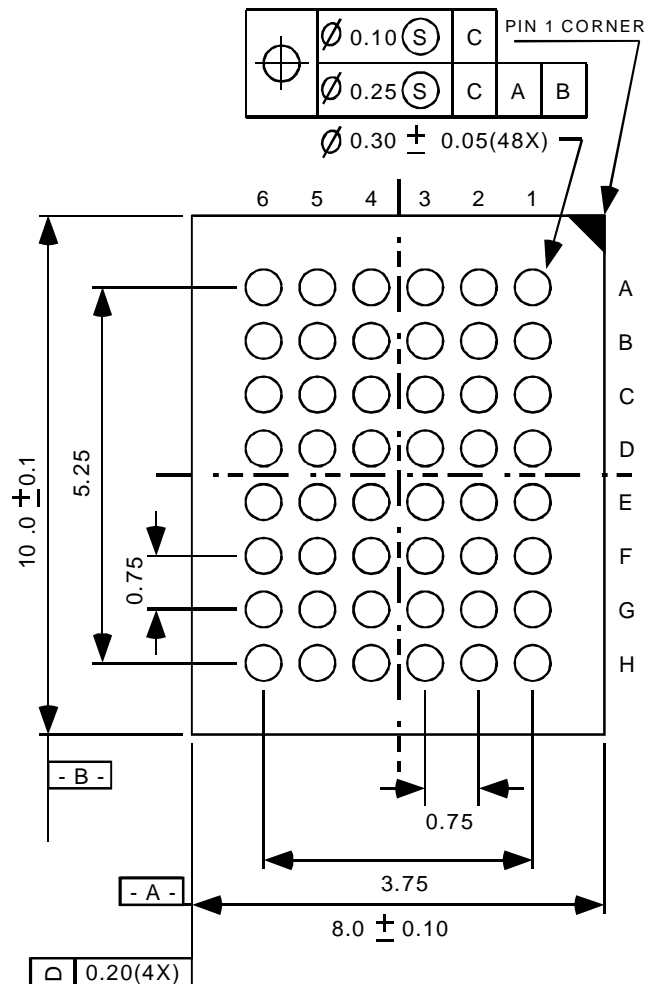 Ø 0.10 Ⓢ C
PIN 1 CORNER
Ø 0.25 Ⓢ C A B
Ø 0.30 ± 0.05(48X)
6 5 4 3 2 1
A
B
C
D
E
F
G
H
10 .0 ±0.1
5.25
0.75
- B -
0.75
- A -
3.75
8.0 ± 0.10
0.20(4X)